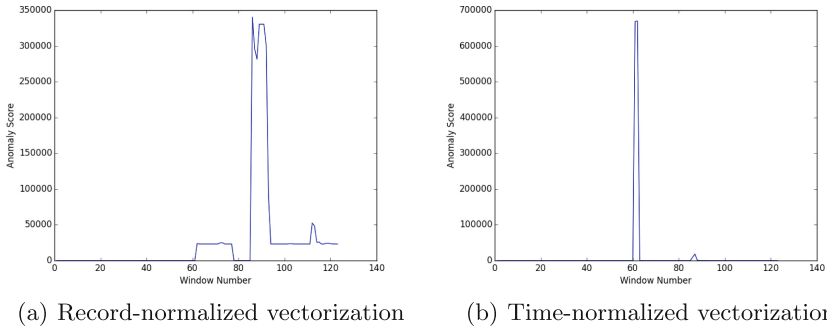 350000
300000
250000
200000
150000
100000
50000
0
0 20 40 60 80 100 120 140
Anomaly Score
Window Number
700000
600000
500000
400000
300000
200000
100000
0
0 20 40 60 80 100 120 140
Anomaly Score
Window Number
(a) Record-normalized vectorization
(b) Time-normalized vectorization